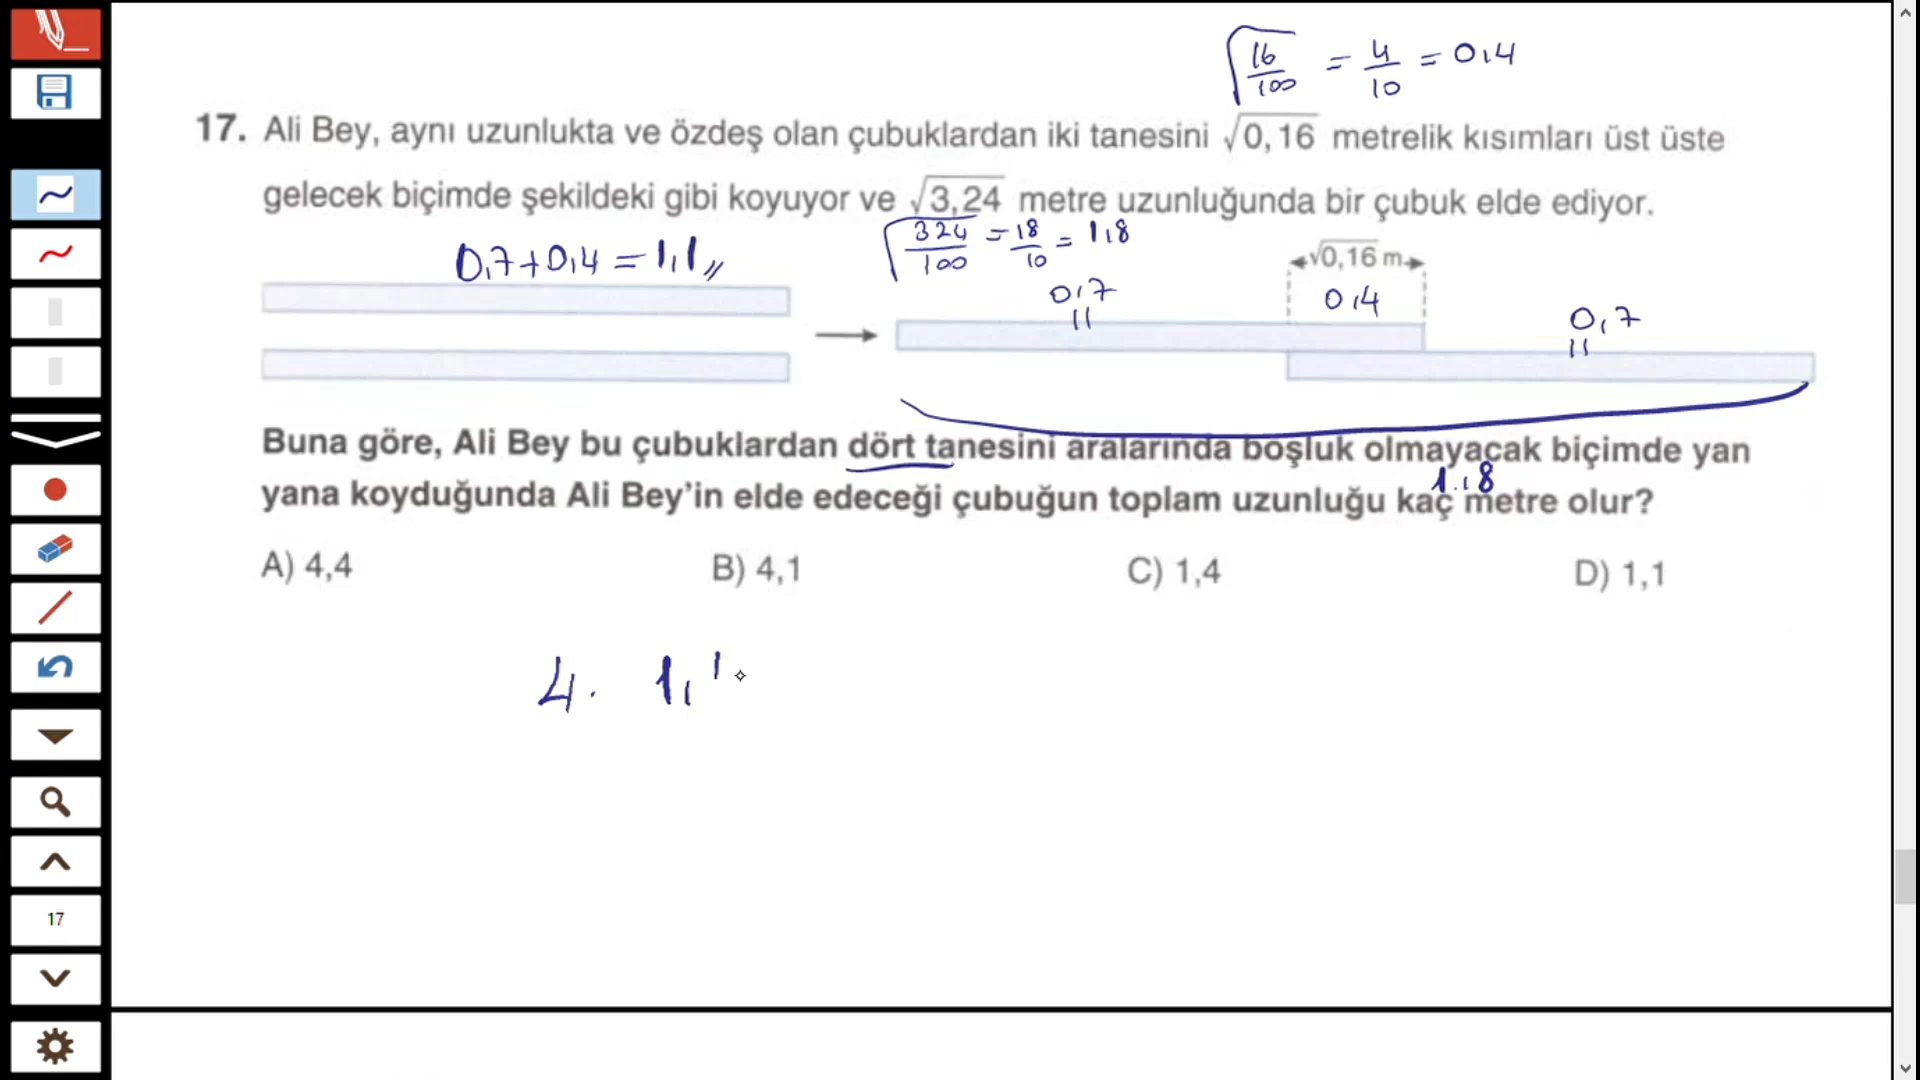 √16/100 = 4/10 = 0,4
17. Ali Bey, aynı uzunlukta ve özdeş olan çubuklardan iki tanesini √0,16 metrelik kısımları üst üste
gelecek biçimde şekildeki gibi koyuyor ve √3,24 metre uzunluğunda bir çubuk elde ediyor.
0,7+0,4=1,1
√324/100 = 18/10 = 1,8
√0,16 m
0,7
0,4
0,7
Buna göre, Ali Bey bu çubuklardan dört tanesini aralarında boşluk olmayacak biçimde yan
1,8
yana koyduğunda Ali Bey'in elde edeceği çubuğun toplam uzunluğu kaç metre olur?
A) 4,4 B) 4,1 C) 1,4 D) 1,1
4. 1,1
17